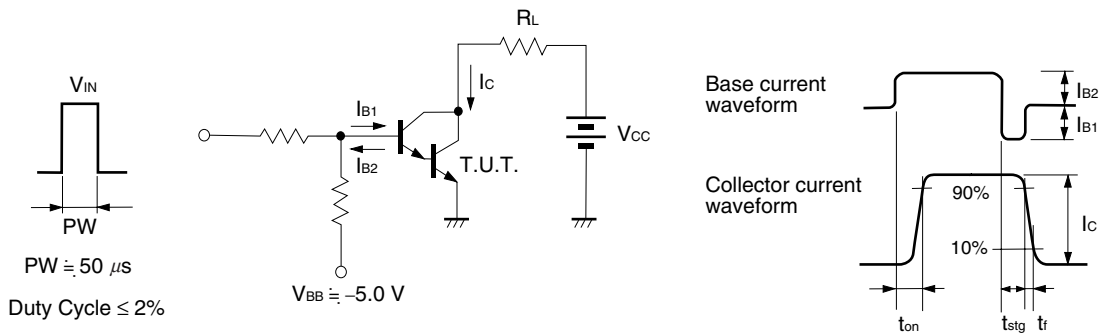 VIN
PW
PW ≒ 50 μs
Duty Cycle ≤ 2%
IB1
IB2
VBB ≒ −5.0 V
T.U.T.
IC
RL
VCC
Base current
waveform
IB2
IB1
Collector current
waveform
90%
10%
IC
ton
tstg
tf